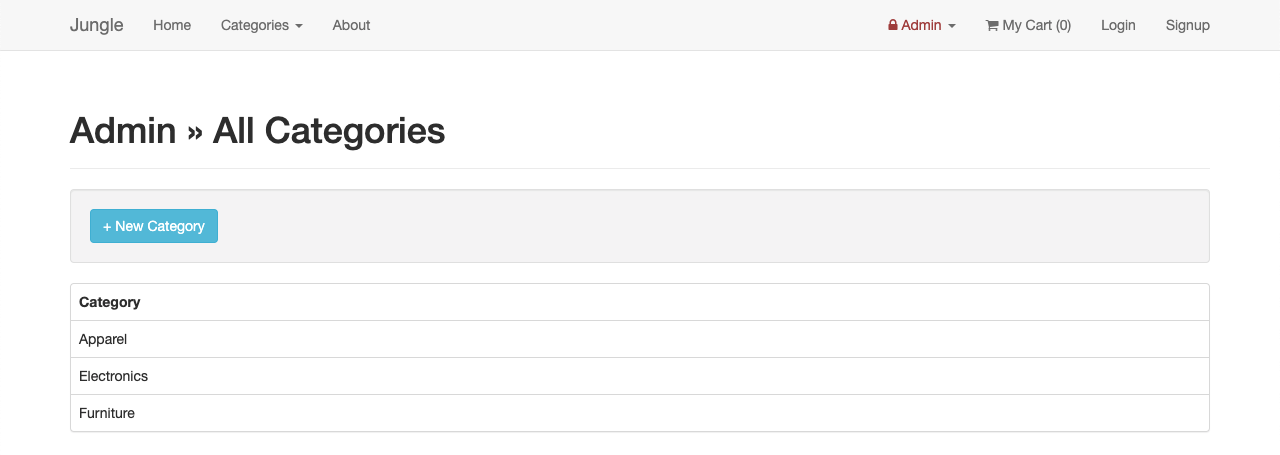 Jungle Home Categories About Admin My Cart (0) Login Signup
Admin » All Categories
+ New Category
Category
Apparel
Electronics
Furniture